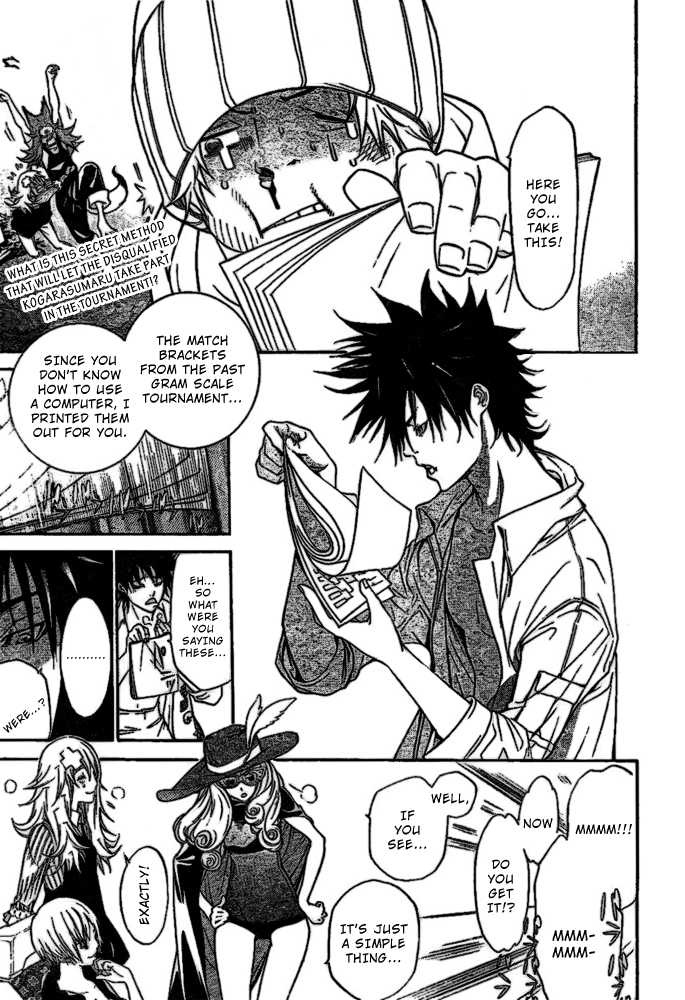 HERE
YOU
GO...
TAKE
THIS!
WHAT IS THIS SECRET METHOD
THAT WILL LET THE DISQUALIFIED
KOGARASUMARU TAKE PART
IN THE TOURNAMENT!?
THE MATCH
BRACKETS
FROM THE PAST
GRAM SCALE
TOURNAMENT...
SINCE YOU
DON'T KNOW
HOW TO USE
A COMPUTER, I
PRINTED THEM
OUT FOR YOU.
EH...
SO
WHAT
WERE
YOU
SAYING
THESE...
...........
WERE...?
MMMM!!!
NOW
DO
YOU
GET
IT!?
MMM-
MMM-
WELL,
IF
YOU
SEE...
IT'S JUST
A SIMPLE
THING...
EXACTLY!